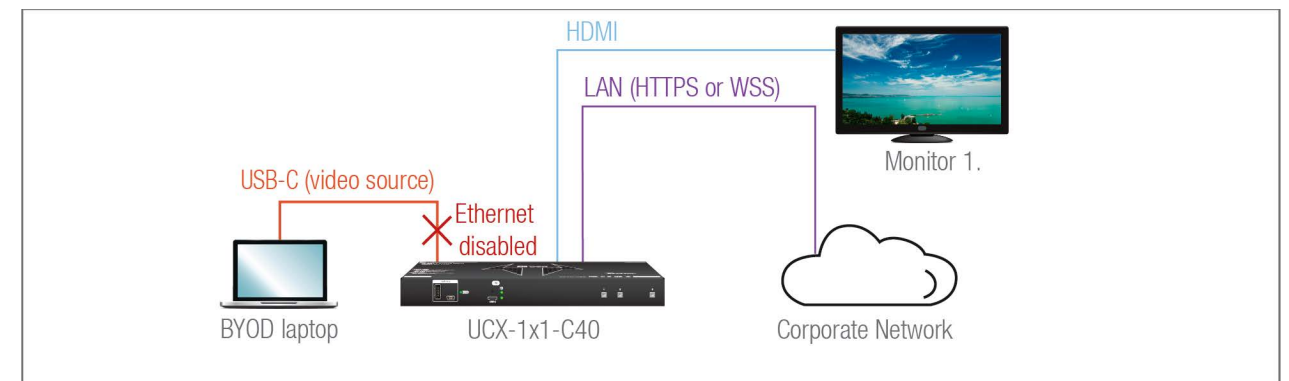 HDMI
LAN (HTTPS or WSS)
Monitor 1.
USB-C (video source)
Ethernet
disabled
BYOD laptop
UCX-1x1-C40
Corporate Network